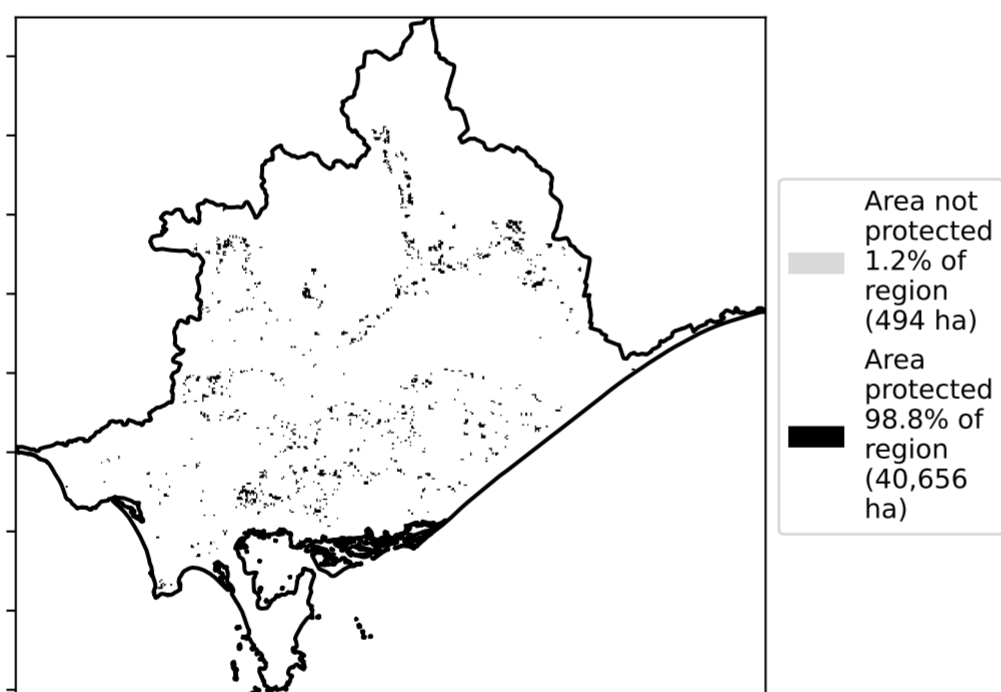 Area not
protected
1.2% of
region
(494 ha)
Area
protected
98.8% of
region
(40,656
ha)